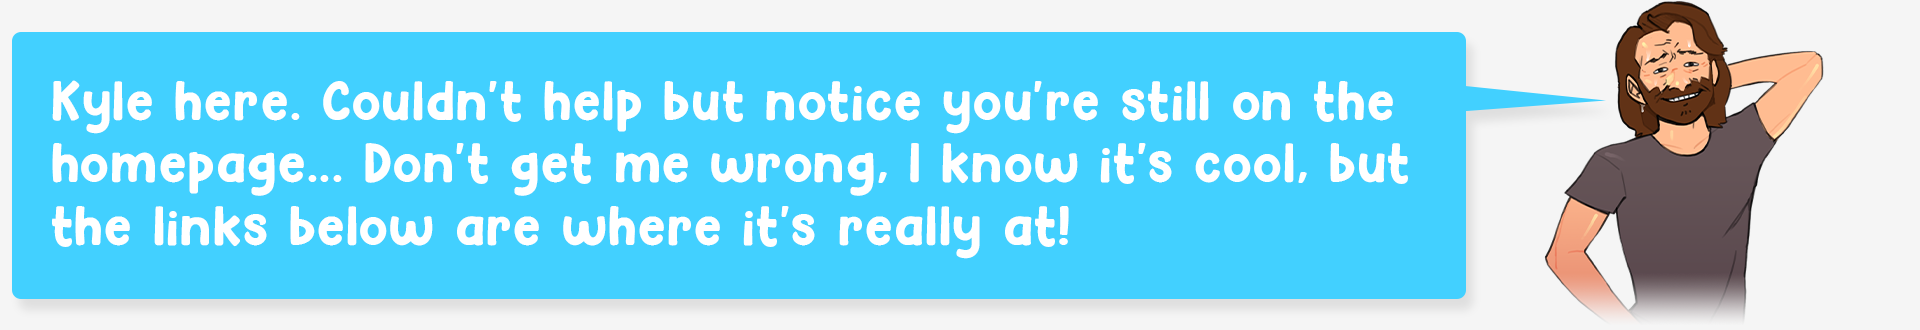 Kyle here. Couldn't help but notice you're still on the
homepage... Don't get me wrong, I know it's cool, but
the links below are where it's really at!